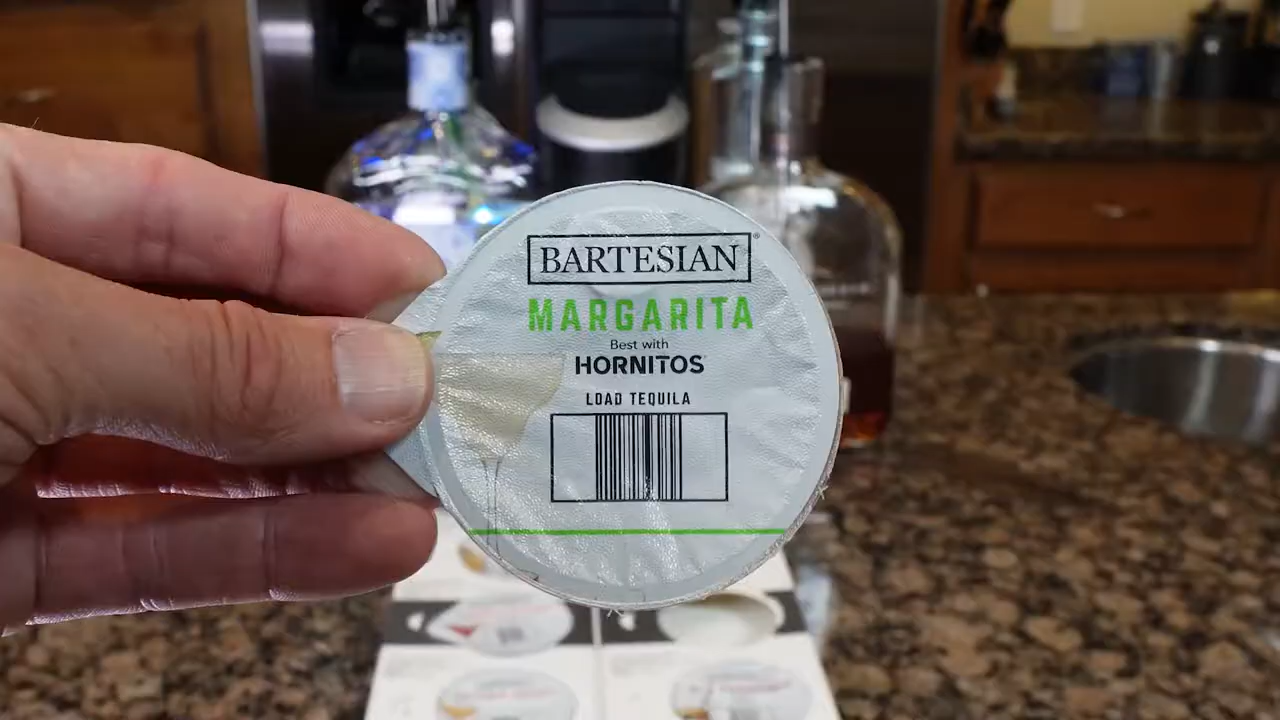 BARTESIAN®
MARGARITA
Best with
HORNITOS
LOAD TEQUILA